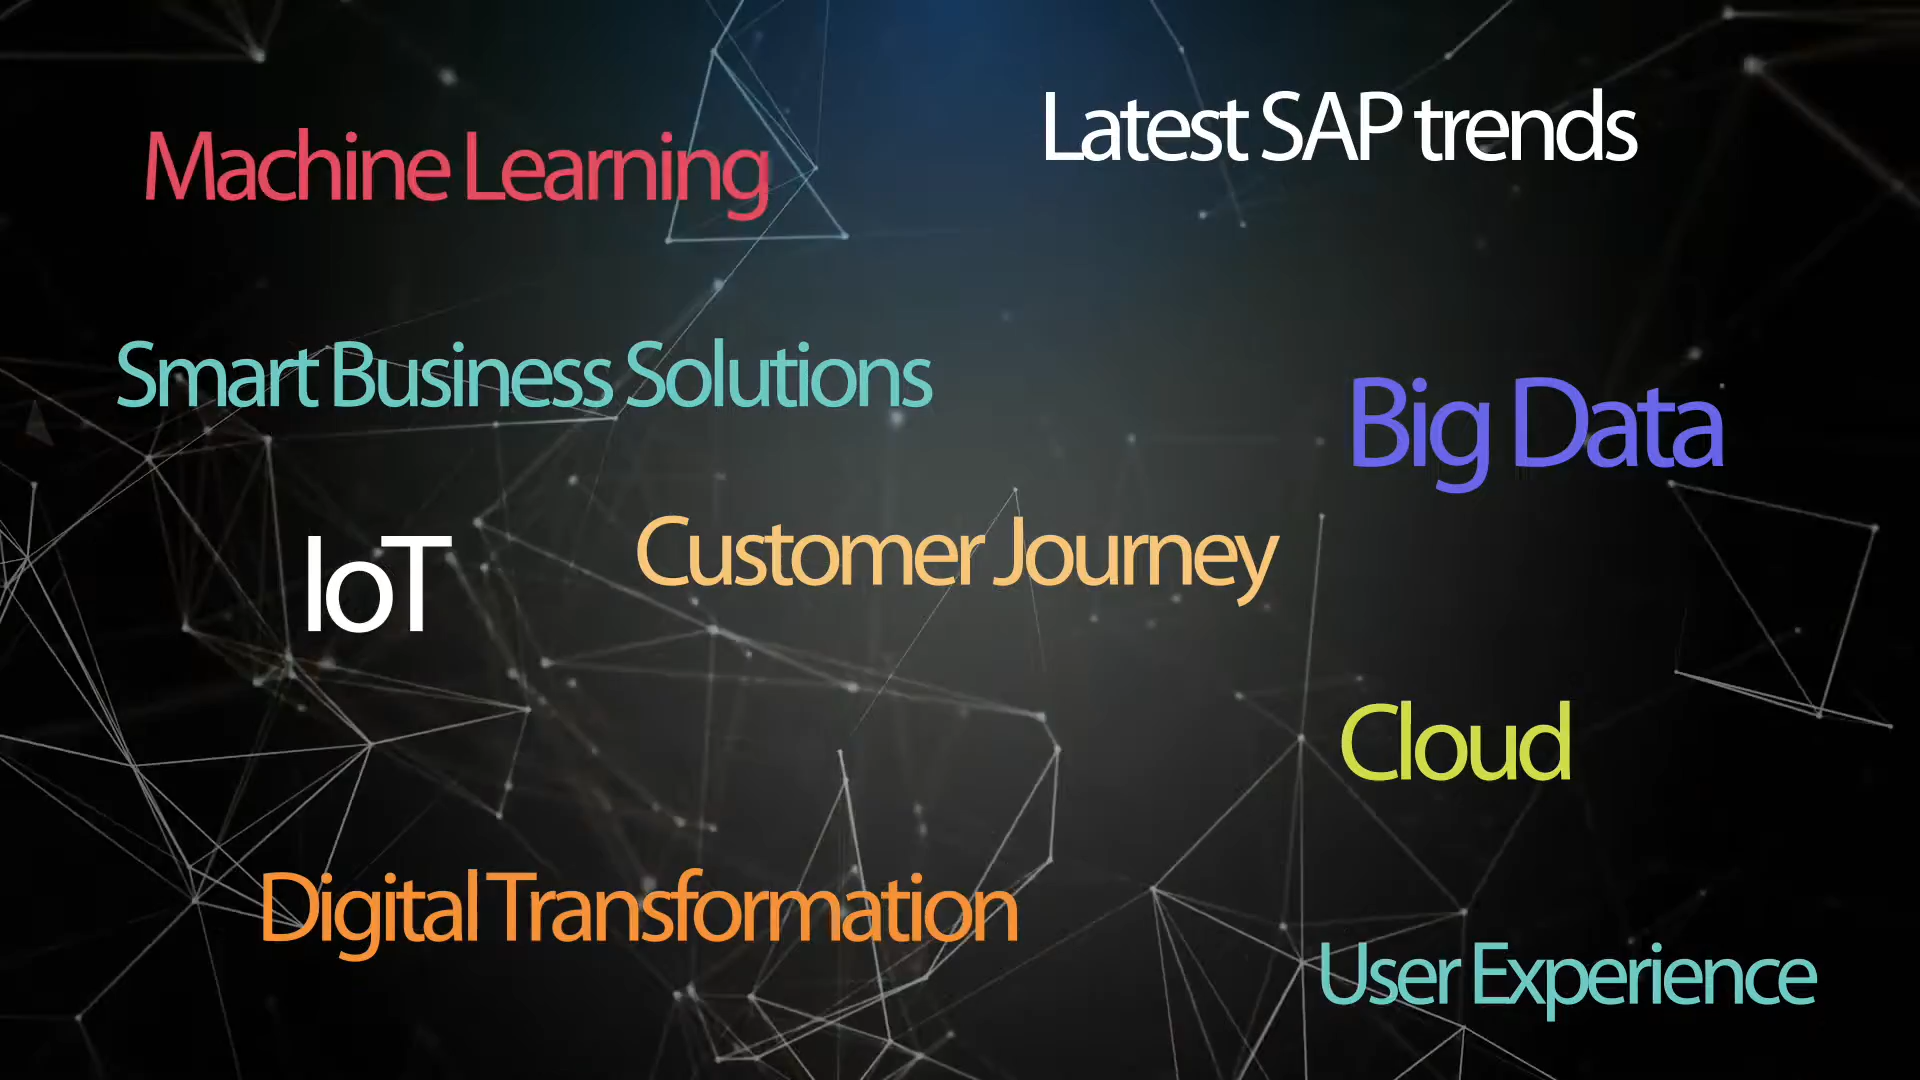 Latest SAP trends
Machine Learning
Smart Business Solutions
Big Data
IoT
Customer Journey
Cloud
Digital Transformation
User Experience